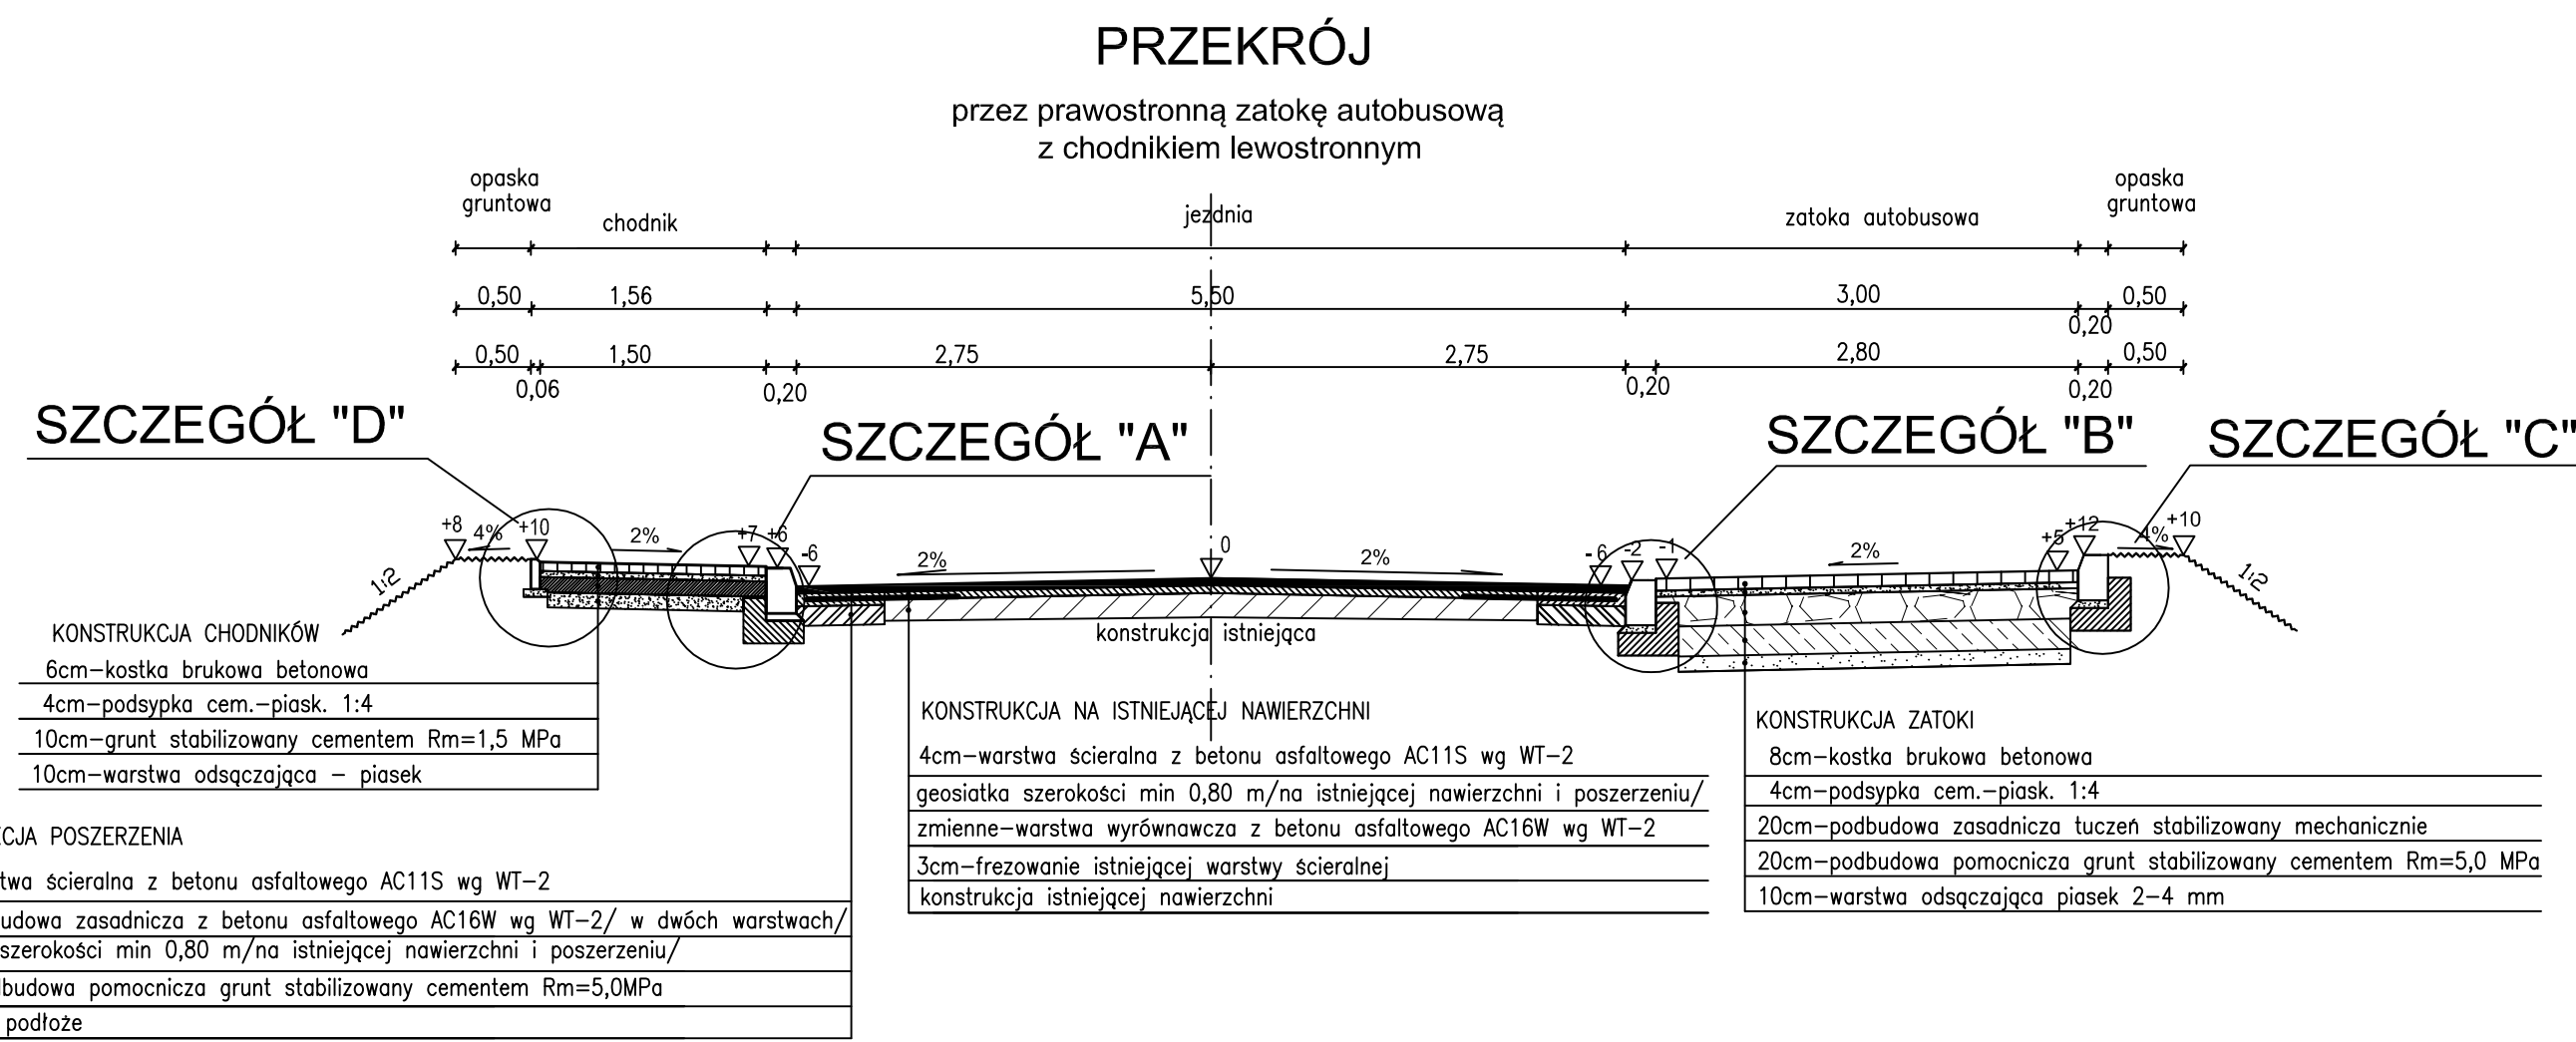 PRZEKRÓJ
przez prawostronną zatokę autobusową
z chodnikiem lewostronnym
opaska
gruntowa
chodnik
jezdnia
zatoka autobusowa
opaska
gruntowa
0,50 1,56 5,50 3,00 0,20 0,50
0,50 0,06 1,50 0,20 2,75 2,75 0,20 2,80 0,20 0,50
SZCZEGÓŁ "D"
SZCZEGÓŁ "A"
SZCZEGÓŁ "B"
SZCZEGÓŁ "C"
+8 4% +10 2% +7 +6 -6 2% 0 2% -6 -2 -1 2% +5 +12 4% +10
1:2
1:2
konstrukcja istniejąca
KONSTRUKCJA CHODNIKÓW
6cm-kostka brukowa betonowa
4cm-podsypka cem.-piask. 1:4
10cm-grunt stabilizowany cementem Rm=1,5 MPa
10cm-warstwa odsączająca - piasek
CJA POSZERZENIA
twa ścieralna z betonu asfaltowego AC11S wg WT-2
udowa zasadnicza z betonu asfaltowego AC16W wg WT-2/ w dwóch warstwach/
szerokości min 0,80 m/na istniejącej nawierzchni i poszerzeniu/
budowa pomocnicza grunt stabilizowany cementem Rm=5,0MPa
podłoże
KONSTRUKCJA NA ISTNIEJĄCEJ NAWIERZCHNI
4cm-warstwa ścieralna z betonu asfaltowego AC11S wg WT-2
geosiatka szerokości min 0,80 m/na istniejącej nawierzchni i poszerzeniu/
zmienne-warstwa wyrównawcza z betonu asfaltowego AC16W wg WT-2
3cm-frezowanie istniejącej warstwy ścieralnej
konstrukcja istniejącej nawierzchni
KONSTRUKCJA ZATOKI
8cm-kostka brukowa betonowa
4cm-podsypka cem.-piask. 1:4
20cm-podbudowa zasadnicza tuczeń stabilizowany mechanicznie
20cm-podbudowa pomocnicza grunt stabilizowany cementem Rm=5,0 MPa
10cm-warstwa odsączająca piasek 2-4 mm